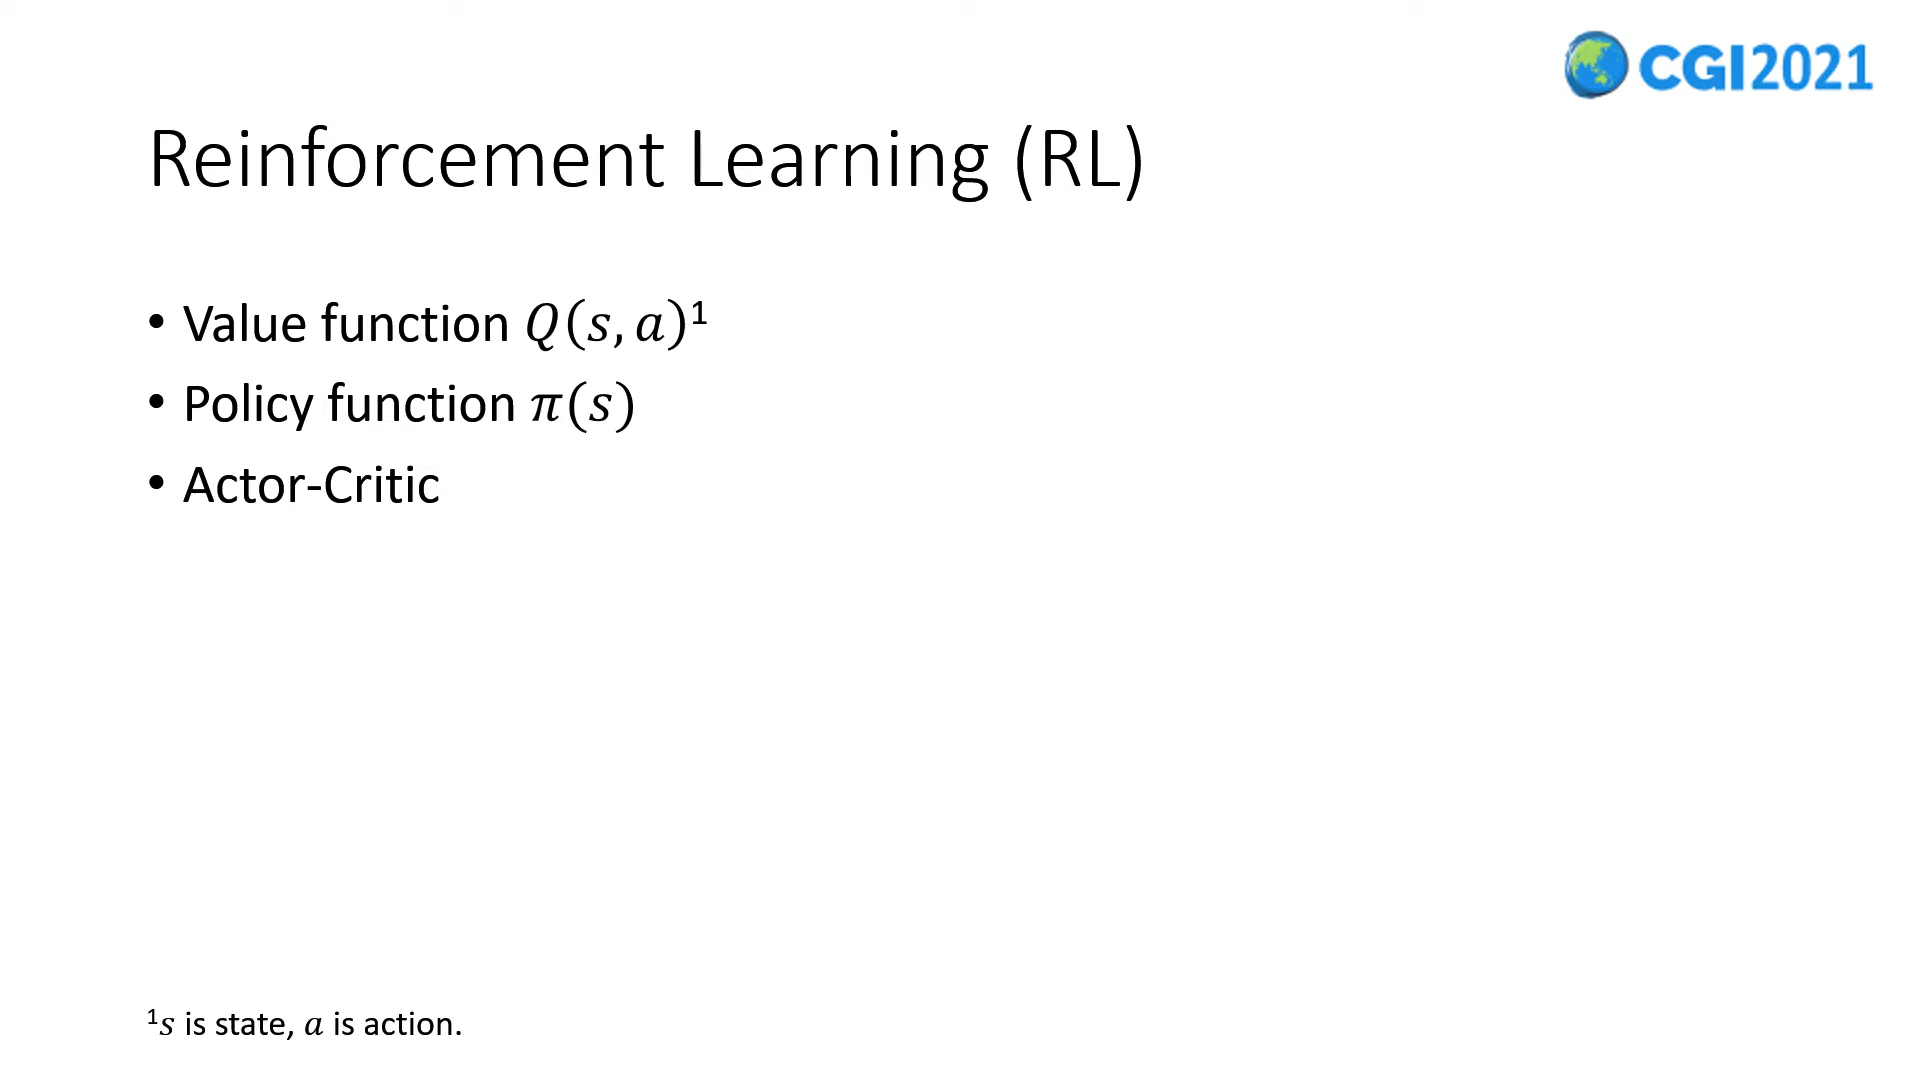 CGI2021
Reinforcement Learning (RL)
• Value function 𝑄(𝑠, 𝑎)¹
• Policy function 𝜋(𝑠)
• Actor-Critic
¹𝑠 is state, 𝑎 is action.